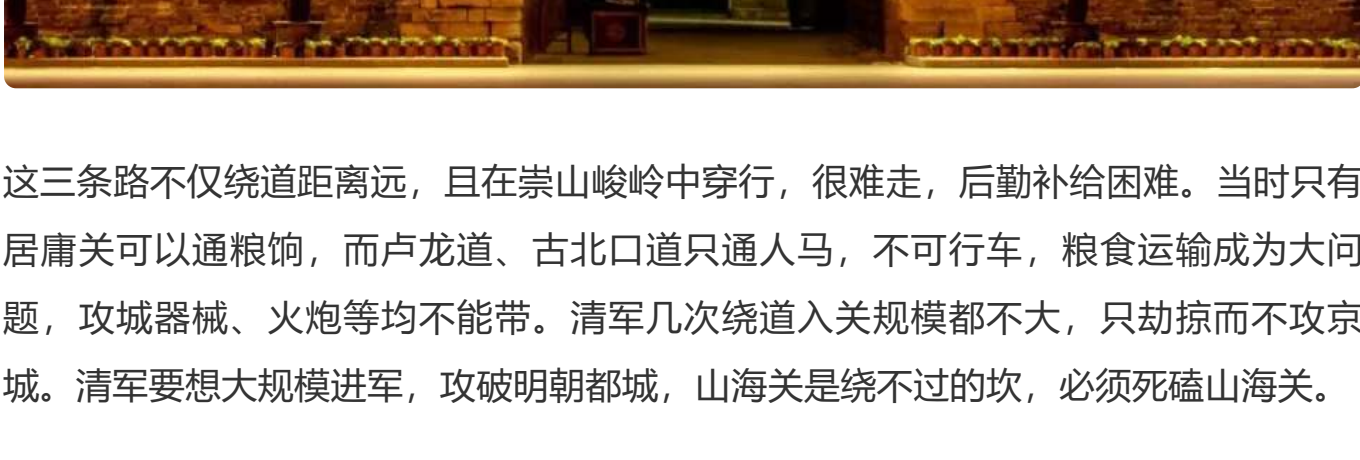 这三条路不仅绕道距离远，且在崇山峻岭中穿行，很难走，后勤补给困难。当时只有
居庸关可以通粮饷，而卢龙道、古北口道只通人马，不可行车，粮食运输成为大问
题，攻城器械、火炮等均不能带。清军几次绕道入关规模都不大，只劫掠而不攻京
城。清军要想大规模进军，攻破明朝都城，山海关是绕不过的坎，必须死磕山海关。